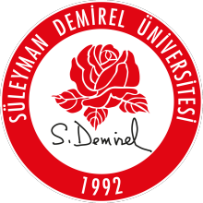 SÜLEYMAN DEMİREL ÜNİVERSİTESİ
S. Demirel
1992